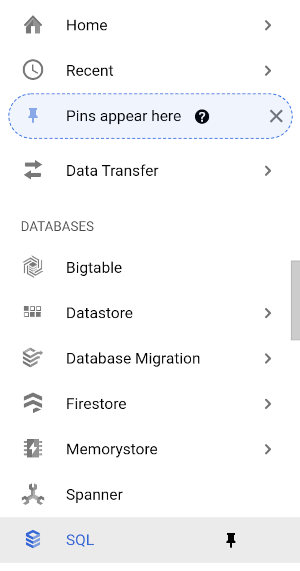 Home
Recent
Pins appear here
Data Transfer
DATABASES
Bigtable
Datastore
Database Migration
Firestore
Memorystore
Spanner
SQL